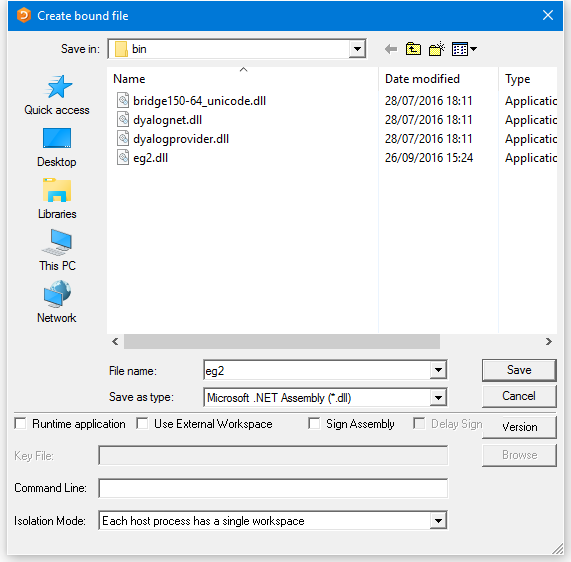 Create bound file
Save in: bin
Name Date modified Type
bridge150-64_unicode.dll 28/07/2016 18:11 Applicatio
dyalognet.dll 28/07/2016 18:11 Applicatio
dyalogprovider.dll 28/07/2016 18:11 Applicatio
eg2.dll 26/09/2016 15:24 Applicatio
Quick access
Desktop
Libraries
This PC
Network
File name: eg2 Save
Save as type: Microsoft .NET Assembly (*.dll) Cancel
Runtime application Use External Workspace Sign Assembly Delay Sign Version
Key File: Browse
Command Line:
Isolation Mode: Each host process has a single workspace